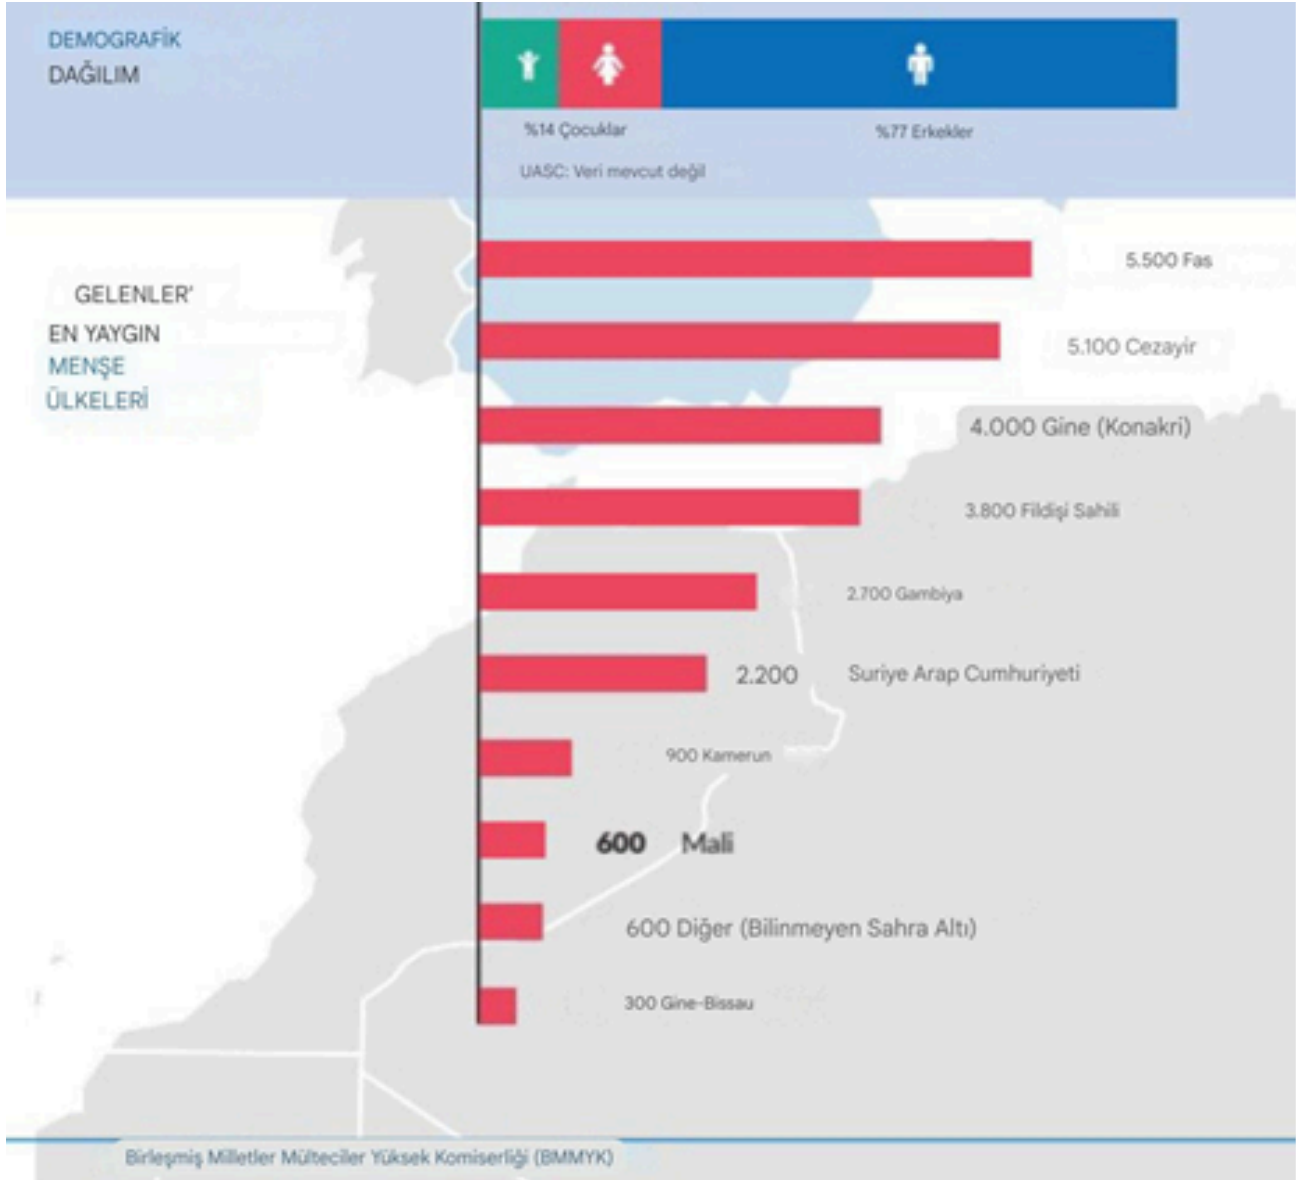 DEMOGRAFİK
DAĞILIM
%14 Çocuklar
%77 Erkekler
UASC: Veri mevcut değil
GELENLER'
EN YAYGIN
MENŞE
ÜLKELERİ
5.500 Fas
5.100 Cezayir
4.000 Gine (Konakri)
3.800 Fildişi Sahili
2.700 Gambiya
2.200 Suriye Arap Cumhuriyeti
900 Kamerun
600 Mali
600 Diğer (Bilinmeyen Sahra Altı)
300 Gine-Bissau
Birleşmiş Milletler Mülteciler Yüksek Komiserliği (BMMYK)